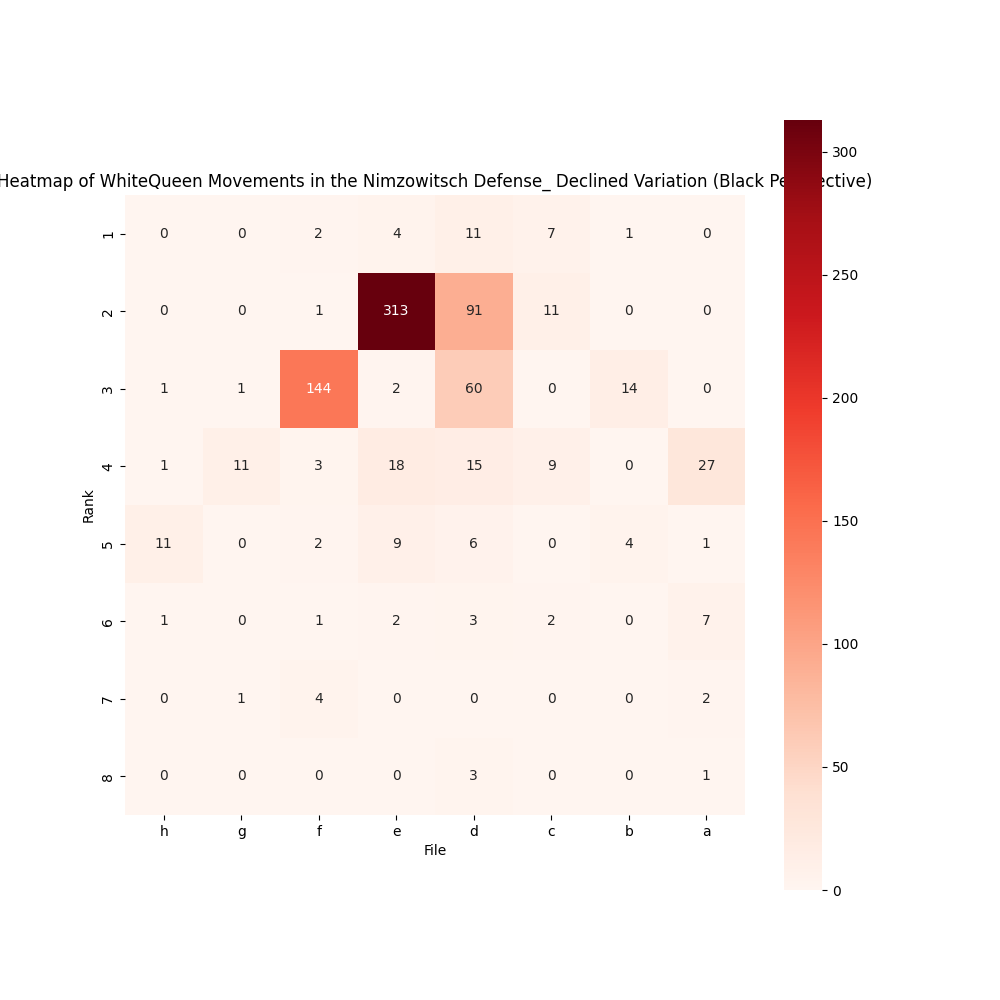 Heatmap of WhiteQueen Movements in the Nimzowitsch Defense_ Declined Variation (Black Pe ective)
1 0 0 2 4 11 7 1 0
2 0 0 1 313 91 11 0 0
3 1 1 144 2 60 0 14 0
4 1 11 3 18 15 9 0 27
5 11 0 2 9 6 0 4 1
6 1 0 1 2 3 2 0 7
7 0 1 4 0 0 0 0 2
8 0 0 0 0 3 0 0 1
h g f e d c b a
File
Rank
300
250
200
150
100
50
0